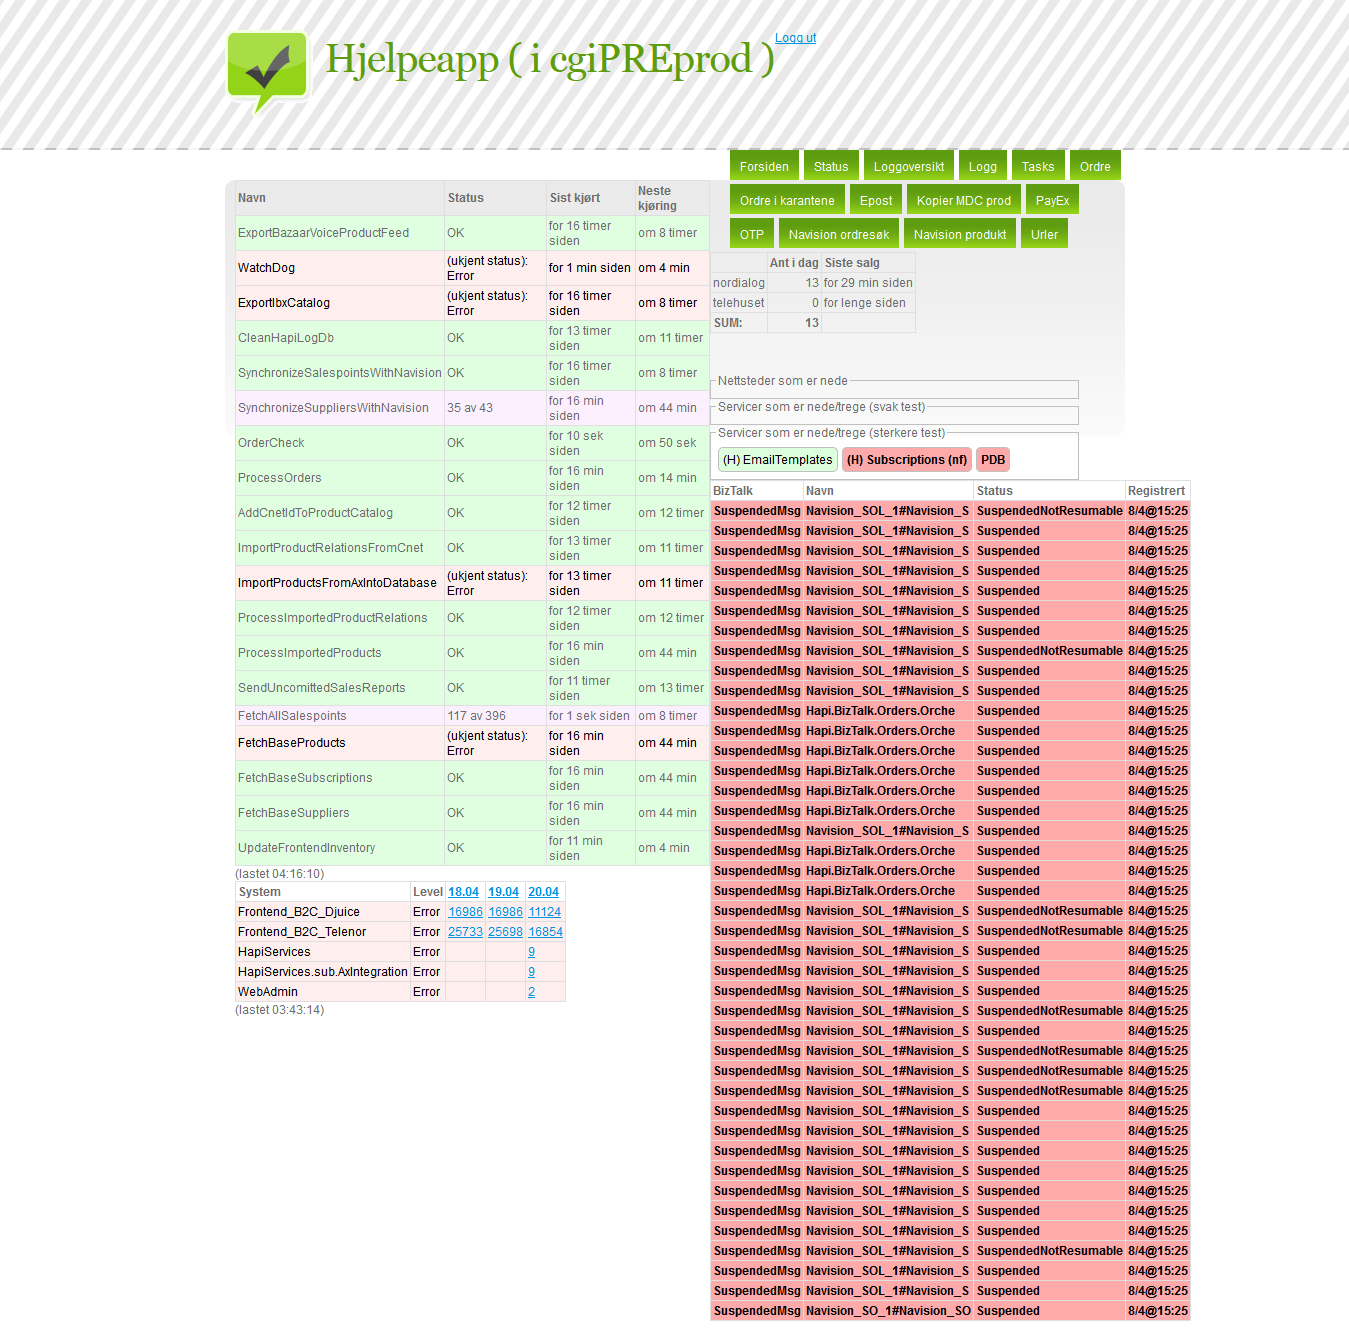 Hjelpeapp ( i cgiPREprod )
Logg ut
Forsiden Status Loggoversikt Logg Tasks Ordre
Ordre i karantene Epost Kopier MDC prod PayEx
OTP Navision ordresøk Navision produkt Urler
Navn Status Sist kjørt Neste kjøring
ExportBazaarVoiceProductFeed OK for 16 timer siden om 8 timer
WatchDog (ukjent status): Error for 1 min siden om 4 min
ExportIbxCatalog (ukjent status): Error for 16 timer siden om 8 timer
CleanHapiLogDb OK for 13 timer siden om 11 timer
SynchronizeSalespointsWithNavision OK for 16 timer siden om 8 timer
SynchronizeSuppliersWithNavision 35 av 43 for 16 min siden om 44 min
OrderCheck OK for 10 sek siden om 50 sek
ProcessOrders OK for 16 min siden om 14 min
AddCnetIdToProductCatalog OK for 12 timer siden om 12 timer
ImportProductRelationsFromCnet OK for 13 timer siden om 11 timer
ImportProductsFromAxIntoDatabase (ukjent status): Error for 13 timer siden om 11 timer
ProcessImportedProductRelations OK for 12 timer siden om 12 timer
ProcessImportedProducts OK for 16 min siden om 44 min
SendUncomittedSalesReports OK for 11 timer siden om 13 timer
FetchAllSalespoints 117 av 396 for 1 sek siden om 8 timer
FetchBaseProducts (ukjent status): Error for 16 min siden om 44 min
FetchBaseSubscriptions OK for 16 min siden om 44 min
FetchBaseSuppliers OK for 16 min siden om 44 min
UpdateFrontendInventory OK for 11 min siden om 4 min
(lastet 04:16:10)
System Level 18.04 19.04 20.04
Frontend_B2C_Djuice Error 16986 16986 11124
Frontend_B2C_Telenor Error 25733 25698 16854
HapiServices Error 9
HapiServices.sub.AxIntegration Error 9
WebAdmin Error 2
(lastet 03:43:14)
Ant i dag Siste salg
nordialog 13 for 29 min siden
telehuset 0 for lenge siden
SUM: 13
Nettsteder som er nede
Servicer som er nede/trege (svak test)
Servicer som er nede/trege (sterkere test)
(H) EmailTemplates (H) Subscriptions (nf) PDB
BizTalk Navn Status Registrert
SuspendedMsg Navision_SOL_1#Navision_S SuspendedNotResumable 8/4@15:25
SuspendedMsg Navision_SOL_1#Navision_S Suspended 8/4@15:25
SuspendedMsg Navision_SOL_1#Navision_S Suspended 8/4@15:25
SuspendedMsg Navision_SOL_1#Navision_S Suspended 8/4@15:25
SuspendedMsg Navision_SOL_1#Navision_S Suspended 8/4@15:25
SuspendedMsg Navision_SOL_1#Navision_S Suspended 8/4@15:25
SuspendedMsg Navision_SOL_1#Navision_S Suspended 8/4@15:25
SuspendedMsg Navision_SOL_1#Navision_S SuspendedNotResumable 8/4@15:25
SuspendedMsg Navision_SOL_1#Navision_S Suspended 8/4@15:25
SuspendedMsg Navision_SOL_1#Navision_S Suspended 8/4@15:25
SuspendedMsg Hapi.BizTalk.Orders.Orche Suspended 8/4@15:25
SuspendedMsg Hapi.BizTalk.Orders.Orche Suspended 8/4@15:25
SuspendedMsg Hapi.BizTalk.Orders.Orche Suspended 8/4@15:25
SuspendedMsg Hapi.BizTalk.Orders.Orche Suspended 8/4@15:25
SuspendedMsg Hapi.BizTalk.Orders.Orche Suspended 8/4@15:25
SuspendedMsg Hapi.BizTalk.Orders.Orche Suspended 8/4@15:25
SuspendedMsg Navision_SOL_1#Navision_S Suspended 8/4@15:25
SuspendedMsg Hapi.BizTalk.Orders.Orche Suspended 8/4@15:25
SuspendedMsg Hapi.BizTalk.Orders.Orche Suspended 8/4@15:25
SuspendedMsg Hapi.BizTalk.Orders.Orche Suspended 8/4@15:25
SuspendedMsg Navision_SOL_1#Navision_S SuspendedNotResumable 8/4@15:25
SuspendedMsg Navision_SOL_1#Navision_S SuspendedNotResumable 8/4@15:25
SuspendedMsg Navision_SOL_1#Navision_S Suspended 8/4@15:25
SuspendedMsg Navision_SOL_1#Navision_S Suspended 8/4@15:25
SuspendedMsg Navision_SOL_1#Navision_S Suspended 8/4@15:25
SuspendedMsg Navision_SOL_1#Navision_S SuspendedNotResumable 8/4@15:25
SuspendedMsg Navision_SOL_1#Navision_S Suspended 8/4@15:25
SuspendedMsg Navision_SOL_1#Navision_S SuspendedNotResumable 8/4@15:25
SuspendedMsg Navision_SOL_1#Navision_S SuspendedNotResumable 8/4@15:25
SuspendedMsg Navision_SOL_1#Navision_S SuspendedNotResumable 8/4@15:25
SuspendedMsg Navision_SOL_1#Navision_S Suspended 8/4@15:25
SuspendedMsg Navision_SOL_1#Navision_S Suspended 8/4@15:25
SuspendedMsg Navision_SOL_1#Navision_S Suspended 8/4@15:25
SuspendedMsg Navision_SOL_1#Navision_S Suspended 8/4@15:25
SuspendedMsg Navision_SOL_1#Navision_S Suspended 8/4@15:25
SuspendedMsg Navision_SOL_1#Navision_S Suspended 8/4@15:25
SuspendedMsg Navision_SOL_1#Navision_S Suspended 8/4@15:25
SuspendedMsg Navision_SOL_1#Navision_S SuspendedNotResumable 8/4@15:25
SuspendedMsg Navision_SOL_1#Navision_S Suspended 8/4@15:25
SuspendedMsg Navision_SOL_1#Navision_S Suspended 8/4@15:25
SuspendedMsg Navision_SO_1#Navision_SO Suspended 8/4@15:25